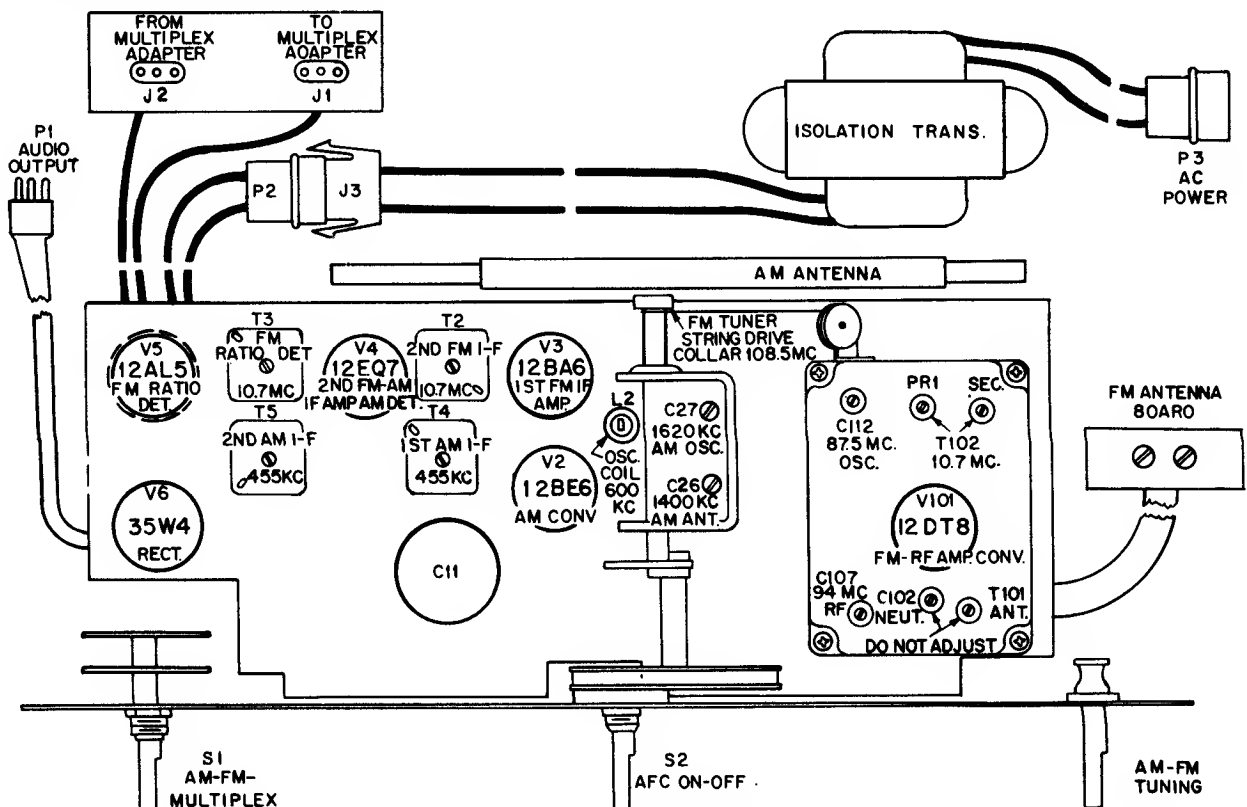 FROM
MULTIPLEX
ADAPTER
J2
TO
MULTIPLEX
AOAPTER
J1
P1
AUDIO
OUTPUT
P2
J3
ISOLATION TRANS.
P3
AC
POWER
AM ANTENNA
FM TUNER
STRING DRIVE
COLLAR 108.5MC
V5
12AL5
FM RATIO
DET.
T3
FM
RATIO DET
10.7MC
V4
12EQ7
2ND FM-AM
IF AMP AM DET.
T2
2ND FM I-F
10.7MC
V3
12BA6
1ST FM IF
AMP.
T5
2ND AM I-F
455KC
T4
1ST AM I-F
455KC
V2
12BE6
AM CONV
L2
OSC.
COIL
600
KC
C27
1620KC
AM OSC.
C26
1400KC
AM ANT.
V6
35W4
RECT.
C11
C112
87.5 MC.
OSC.
PR1
SEC.
T102
10.7 MC.
V101
12DT8
FM-RF AMP. CONV.
C107
94 MC
RF
C102
NEUT.
T101
ANT.
DO NOT ADJUST
FM ANTENNA
8OARO
S1
AM-FM-
MULTIPLEX
S2
AFC ON-OFF .
AM-FM
TUNING